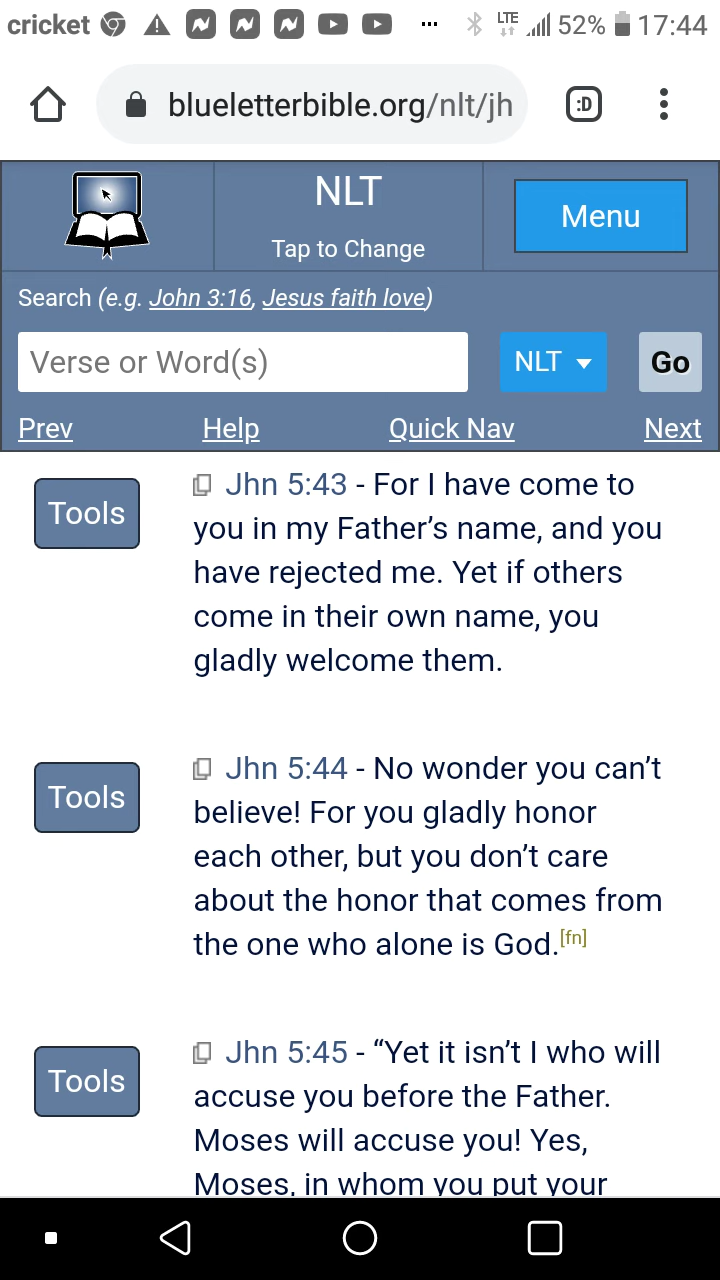 cricket LTE 52% 17:44
blueletterbible.org/nlt/jh :D
NLT
Tap to Change
Menu
Search (e.g. John 3:16, Jesus faith love)
Verse or Word(s) NLT Go
Prev Help Quick Nav Next
Tools
Jhn 5:43 - For I have come to
you in my Father’s name, and you
have rejected me. Yet if others
come in their own name, you
gladly welcome them.
Tools
Jhn 5:44 - No wonder you can’t
believe! For you gladly honor
each other, but you don’t care
about the honor that comes from
the one who alone is God.[fn]
Tools
Jhn 5:45 - “Yet it isn’t I who will
accuse you before the Father.
Moses will accuse you! Yes,
Moses, in whom you put your